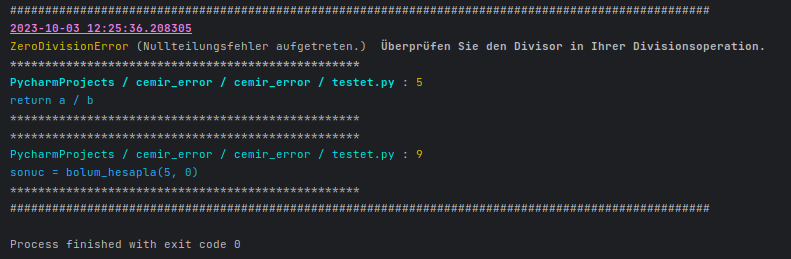 ####################################################################################################
2023-10-03 12:25:36.208305
ZeroDivisionError (Nullteilungsfehler aufgetreten.)  Überprüfen Sie den Divisor in Ihrer Divisionsoperation.
**************************************************
PycharmProjects / cemir_error / cemir_error / testet.py : 5
return a / b
**************************************************
**************************************************
PycharmProjects / cemir_error / cemir_error / testet.py : 9
sonuc = bolum_hesapla(5, 0)
**************************************************
####################################################################################################
Process finished with exit code 0